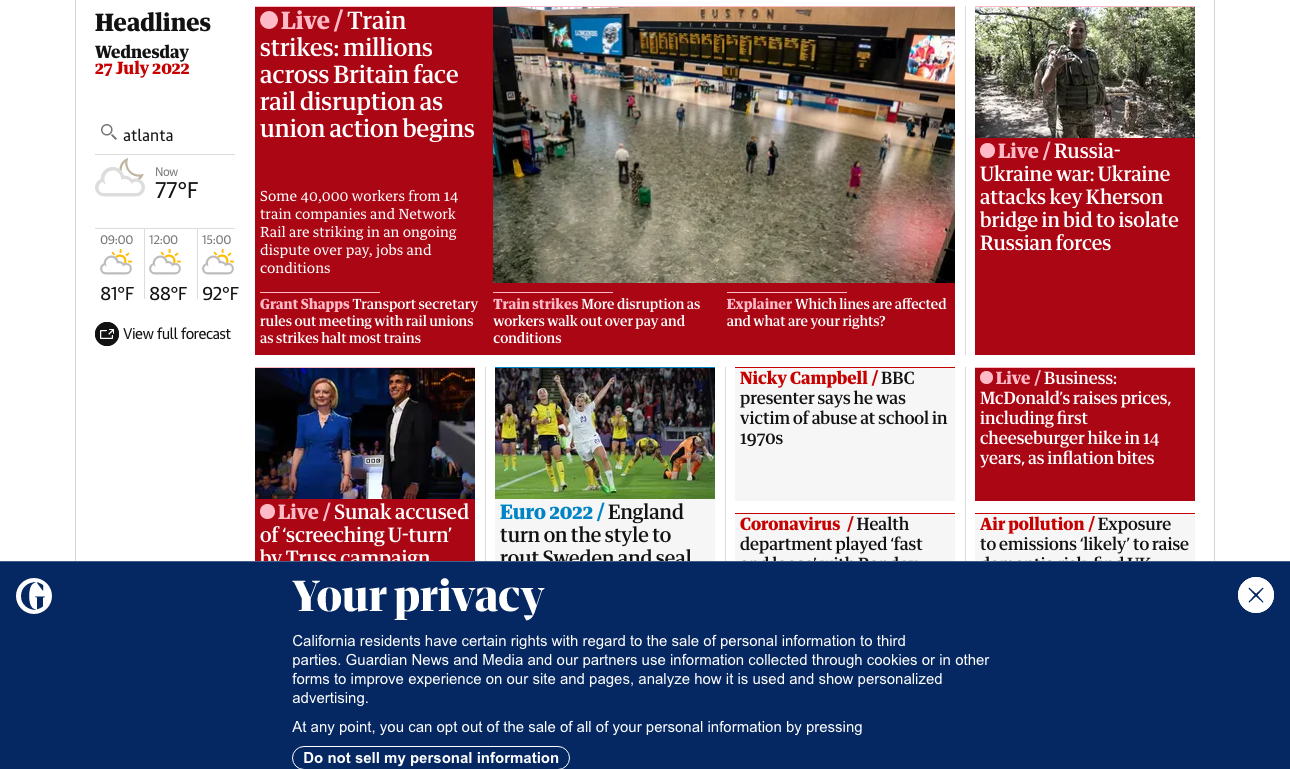 Headlines
Wednesday
27 July 2022
atlanta
Now
77°F
09:00
12:00
15:00
81°F
88°F
92°F
View full forecast
Live / Train
strikes: millions
across Britain face
rail disruption as
union action begins
Some 40,000 workers from 14
train companies and Network
Rail are striking in an ongoing
dispute over pay, jobs and
conditions
EUSTON
DEPARTURES
LONGINES
Grant Shapps Transport secretary
rules out meeting with rail unions
as strikes halt most trains
Train strikes More disruption as
workers walk out over pay and
conditions
Explainer Which lines are affected
and what are your rights?
Live / Russia-
Ukraine war: Ukraine
attacks key Kherson
bridge in bid to isolate
Russian forces
BBC
Live / Sunak accused
of ‘screeching U-turn’
by Truss campaign
Euro 2022 / England
turn on the style to
rout Sweden and seal
Nicky Campbell / BBC
presenter says he was
victim of abuse at school in
1970s
Live / Business:
McDonald’s raises prices,
including first
cheeseburger hike in 14
years, as inflation bites
Coronavirus / Health
department played ‘fast
Air pollution / Exposure
to emissions ‘likely’ to raise
G
Your privacy
California residents have certain rights with regard to the sale of personal information to third
parties. Guardian News and Media and our partners use information collected through cookies or in other
forms to improve experience on our site and pages, analyze how it is used and show personalized
advertising.
At any point, you can opt out of the sale of all of your personal information by pressing
Do not sell my personal information